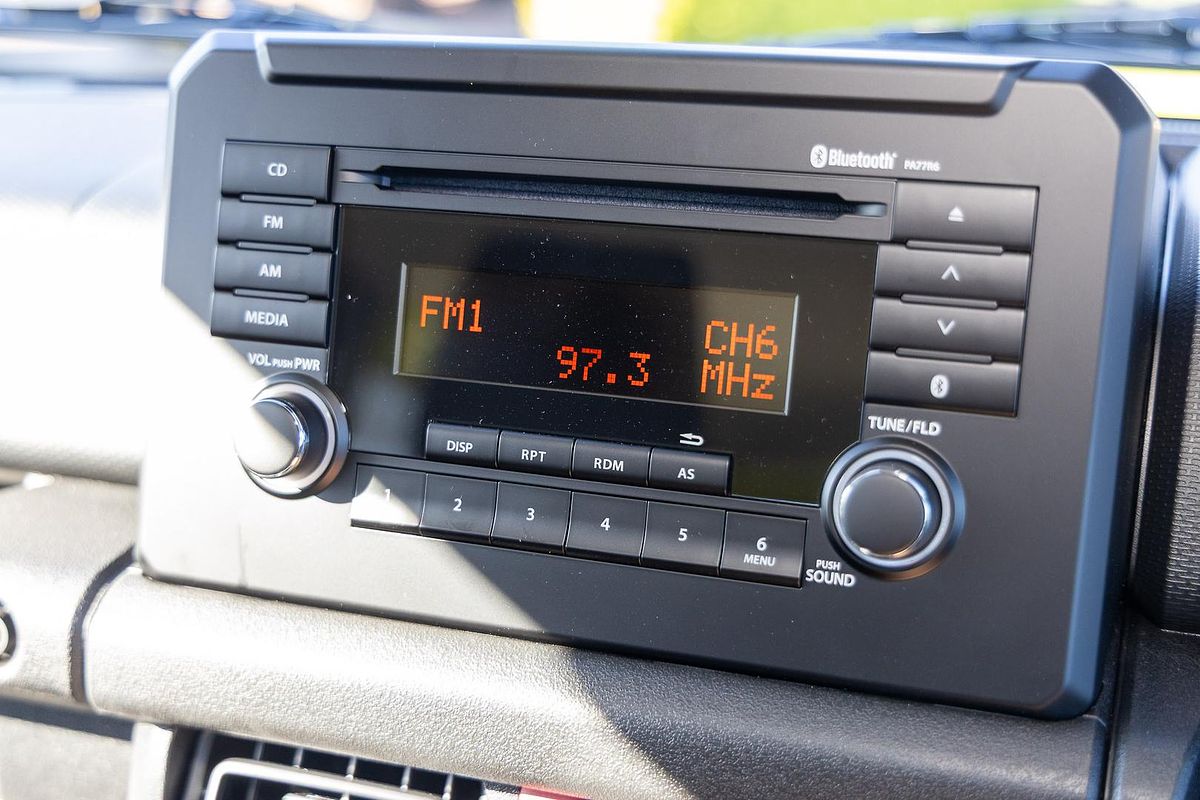 Bluetooth® PA77R6
CD
FM
AM
MEDIA
VOL PUSH PWR
FM1
CH6
97.3 MHz
TUNE/FLD
DISP RPT RDM AS
1 2 3 4 5 6
MENU
PUSH
SOUND